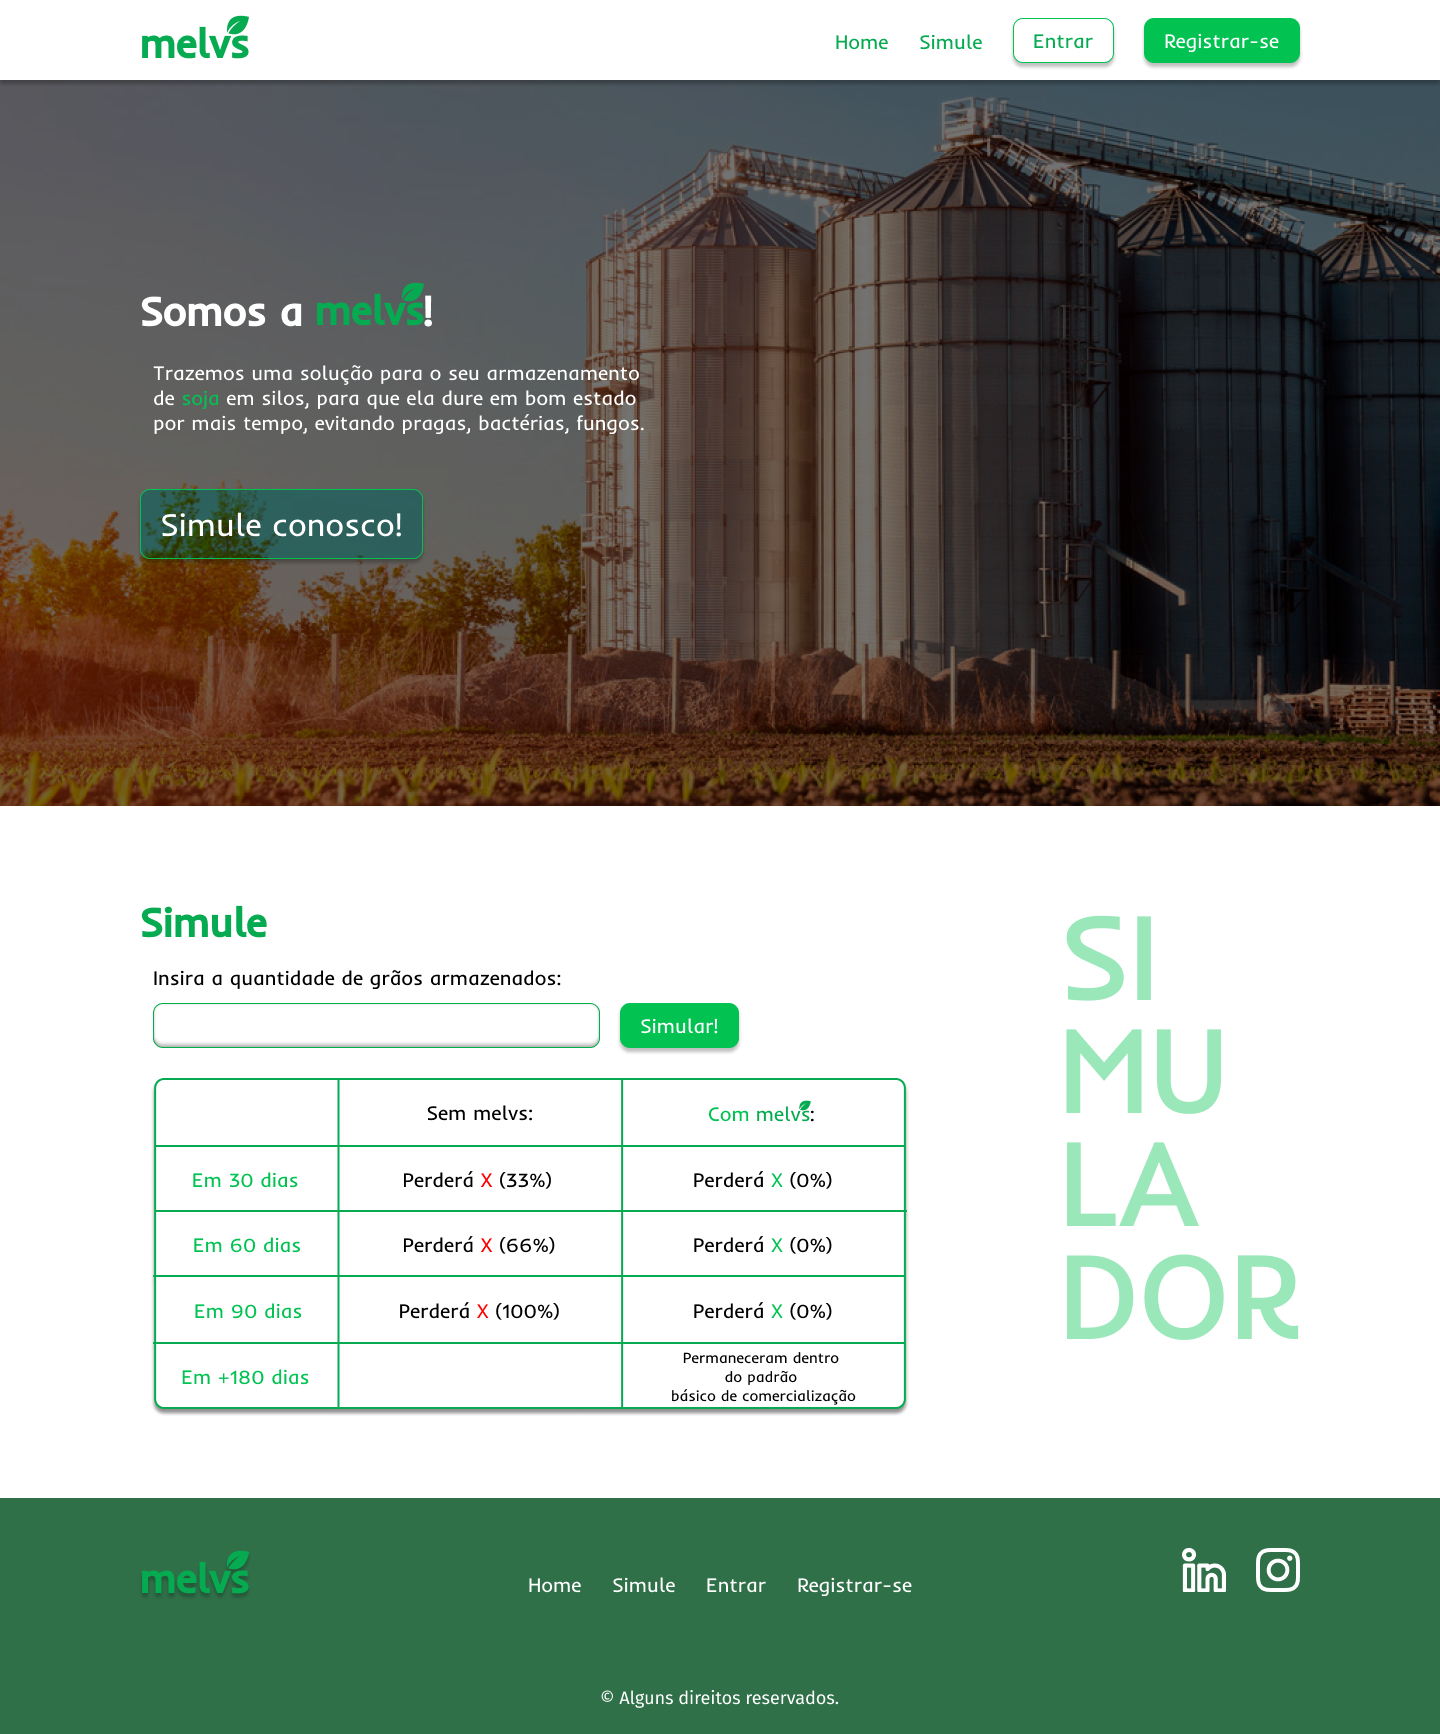 melvs
Home
Simule
Entrar
Registrar-se
Somos a melvs!
Trazemos uma solução para o seu armazenamento
de soja em silos, para que ela dure em bom estado
por mais tempo, evitando pragas, bactérias, fungos.
Simule conosco!
Simule
Insira a quantidade de grãos armazenados:
Simular!
Sem melvs:
Com melvs:
Em 30 dias
Perderá X (33%)
Perderá X (0%)
Em 60 dias
Perderá X (66%)
Perderá X (0%)
Em 90 dias
Perderá X (100%)
Perderá X (0%)
Em +180 dias
Permaneceram dentro
do padrão
básico de comercialização
SI
MU
LA
DOR
melvs
Home
Simule
Entrar
Registrar-se
in
© Alguns direitos reservados.